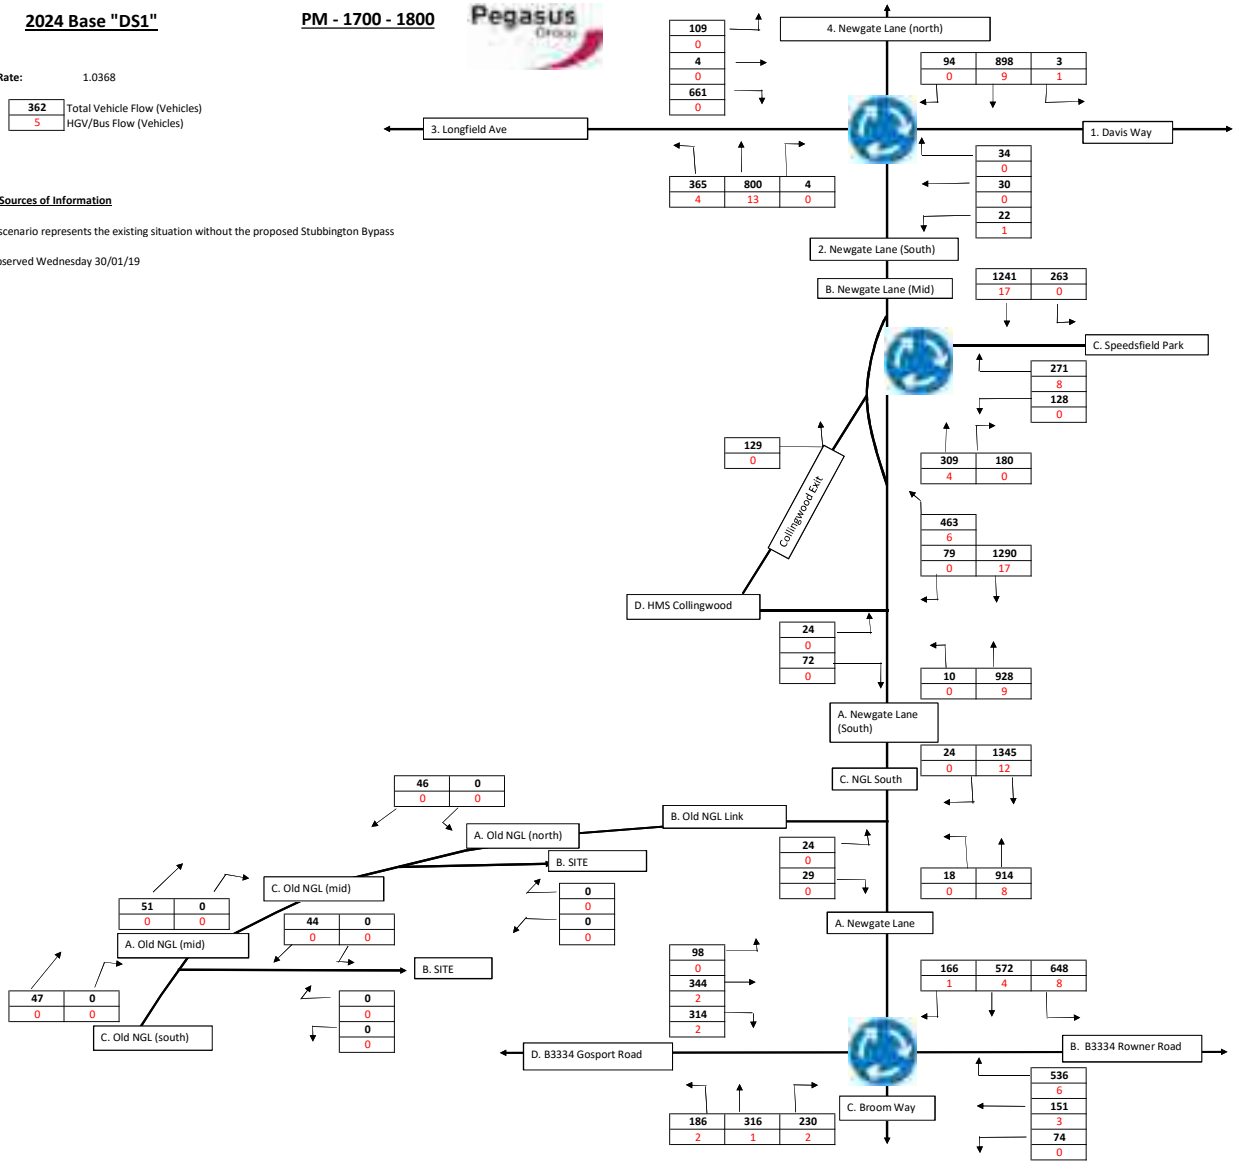 2024 Base "DS1"
PM - 1700 - 1800
Pegasus
Group
Rate: 1.0368
362 Total Vehicle Flow (Vehicles)
5 HGV/Bus Flow (Vehicles)
Sources of Information
scenario represents the existing situation without the proposed Stubbington Bypass
Wednesday 30/01/19
109
0
4
0
661
0
4. Newgate Lane (north)
94 898 3
0 9 1
3. Longfield Ave
1. Davis Way
365 800 4
4 13 0
34
0
30
0
22
1
2. Newgate Lane (South)
B. Newgate Lane (Mid)
1241 263
17 0
C. Speedsfield Park
271
8
128
0
129
0
309 180
4 0
Collingwood Exit
463
6
79 1290
0 17
D. HMS Collingwood
24
0
72
0
10 928
0 9
A. Newgate Lane
(South)
24 1345
0 12
C. NGL South
46 0
0 0
B. Old NGL Link
A. Old NGL (north)
B. SITE
24
0
29
0
18 914
0 8
C. Old NGL (mid)
0
0
0
0
51 0
0 0
44 0
0 0
A. Newgate Lane
A. Old NGL (mid)
B. SITE
98
0
344
2
314
2
166 572 648
1 4 8
47 0
0 0
0
0
0
0
C. Old NGL (south)
D. B3334 Gosport Road
B. B3334 Rowner Road
536
6
151
3
74
0
C. Broom Way
186 316 230
2 1 2